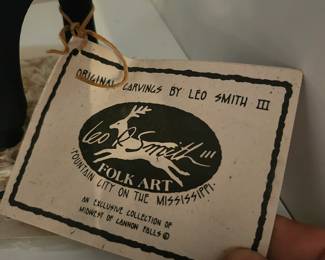 ORIGINAL CARVINGS BY LEO SMITH III
Leo R Smith III
FOLK ART
FOUNTAIN CITY ON THE MISSISSIPPI.
AN EXCLUSIVE COLLECTION OF
MIDWEST OF CANNON FALLS ©